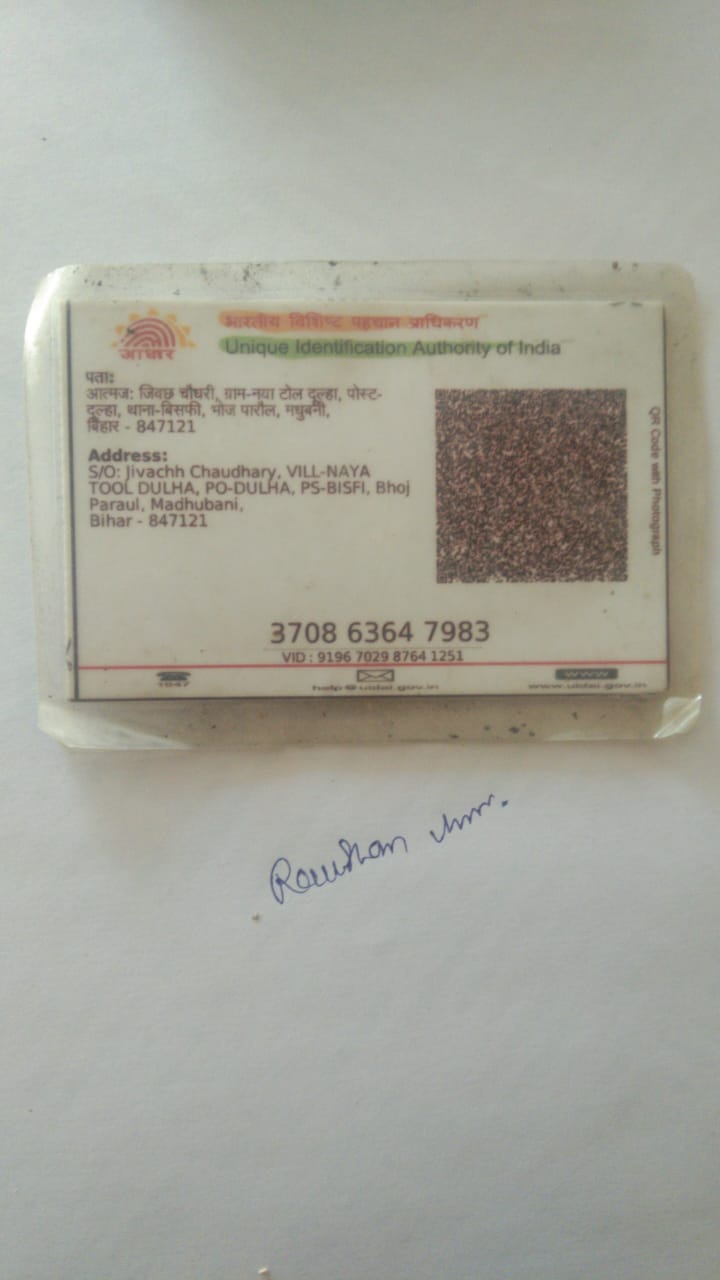 आधार
भारतीय विशिष्ट पहचान प्राधिकरण
Unique Identification Authority of India
पता:
आत्मज: जिवछ चौधरी, ग्राम-नया टोल दूल्हा, पोस्ट-
दूल्हा, थाना-बिसफी, भोज पारौल, मधुबनी,
बिहार - 847121
Address:
S/O: Jivachh Chaudhary, VILL-NAYA
TOOL DULHA, PO-DULHA, PS-BISFI, Bhoj
Paraul, Madhubani,
Bihar - 847121
QR Code with Photograph
3708 6364 7983
VID : 9196 7029 8764 1251
1947
help@uidai.gov.in
www
www.uidai.gov.in
Raushan